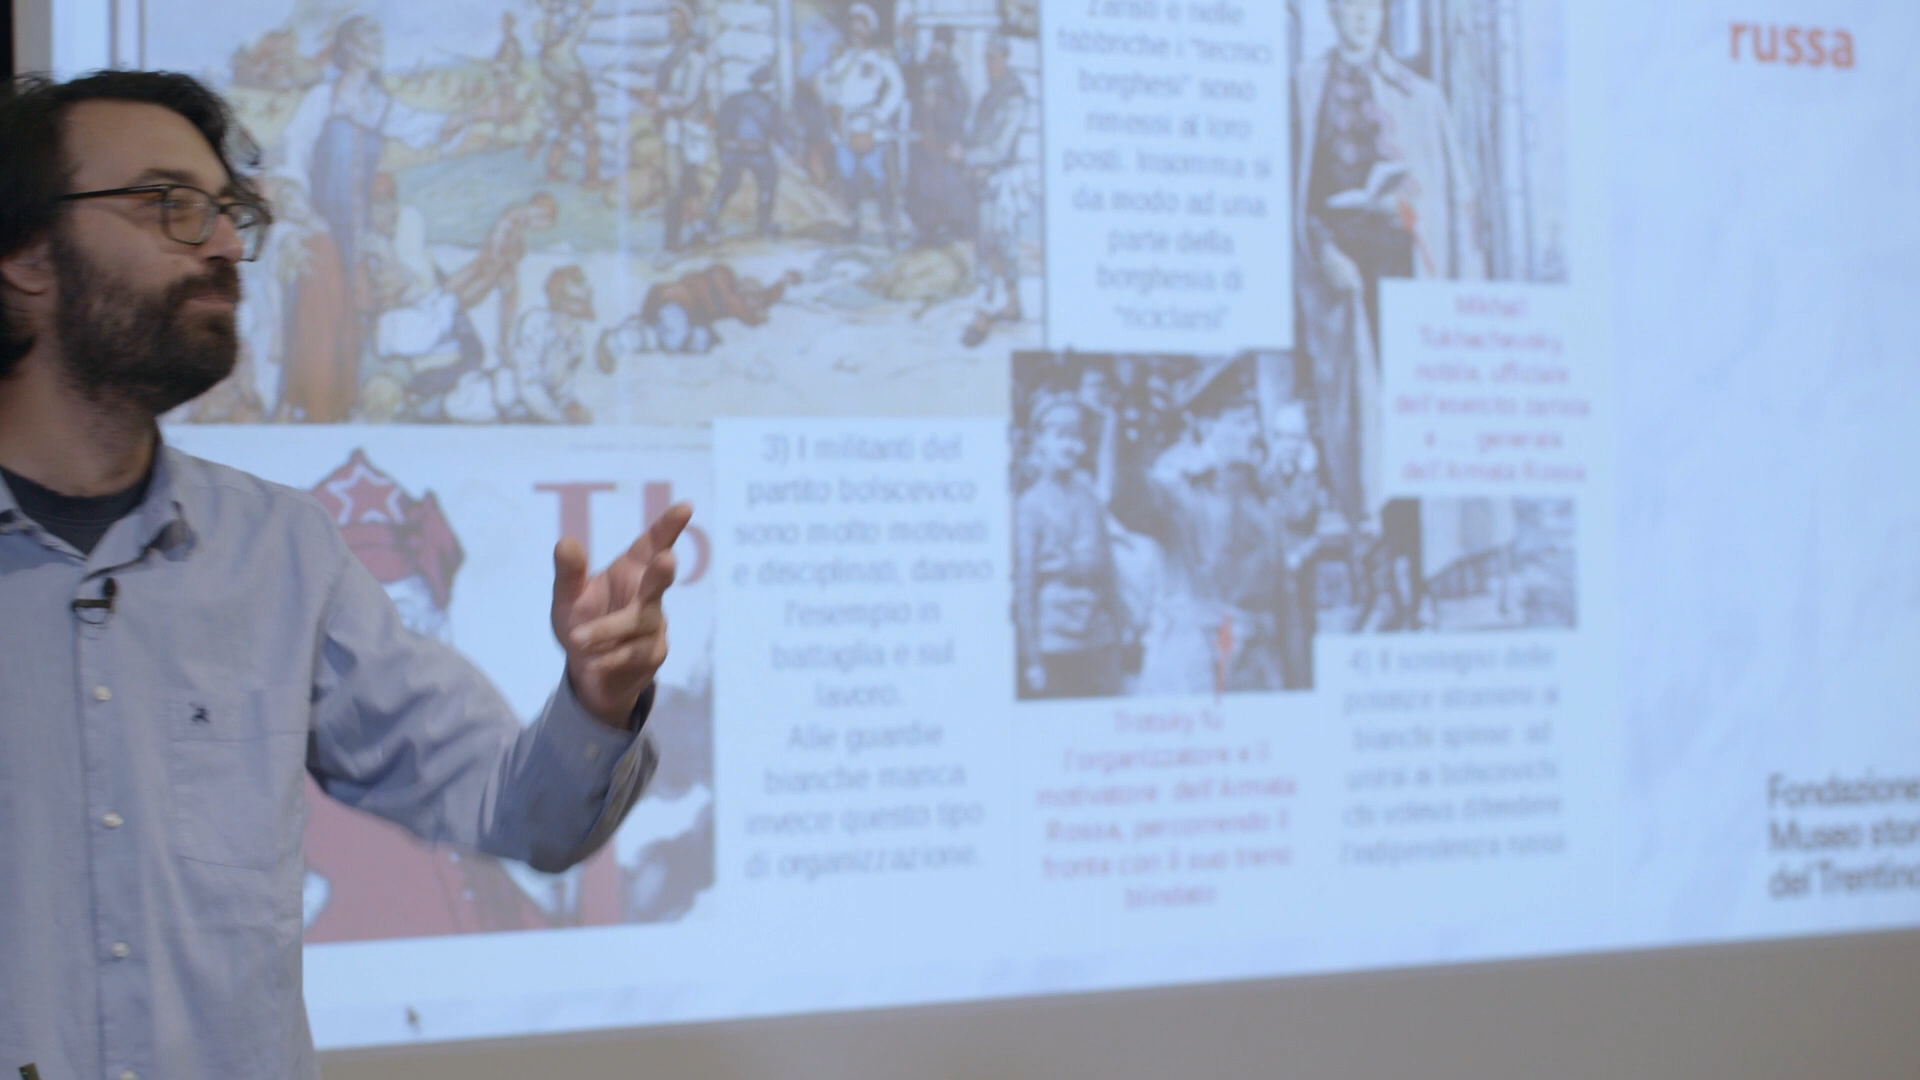 russa
zaristi e nelle
fabbriche i "tecnici
borghesi" sono
rimessi ai loro
posti. Insomma si
da modo ad una
parte della
borghesia di
"riciclarsi"
Mikhail
Tukhachevsky,
nobile, ufficiale
dell'esercito zarista
e ... generale
dell'Armata Rossa
3) I militanti del
partito bolscevico
sono molto motivati
e disciplinati, danno
l'esempio in
battaglia e sul
lavoro.
Alle guardie
bianche manca
invece questo tipo
di organizzazione.
Trotsky fu
l'organizzatore e il
motivatore dell'Armata
Rossa, percorrendo il
fronte con il suo treno
blindato
4) Il sostegno delle
potenze straniere ai
bianchi spinse ad
unirsi ai bolscevichi
chi voleva difendere
l'indipendenza russa
Fondazione
Museo stor
del Trentino